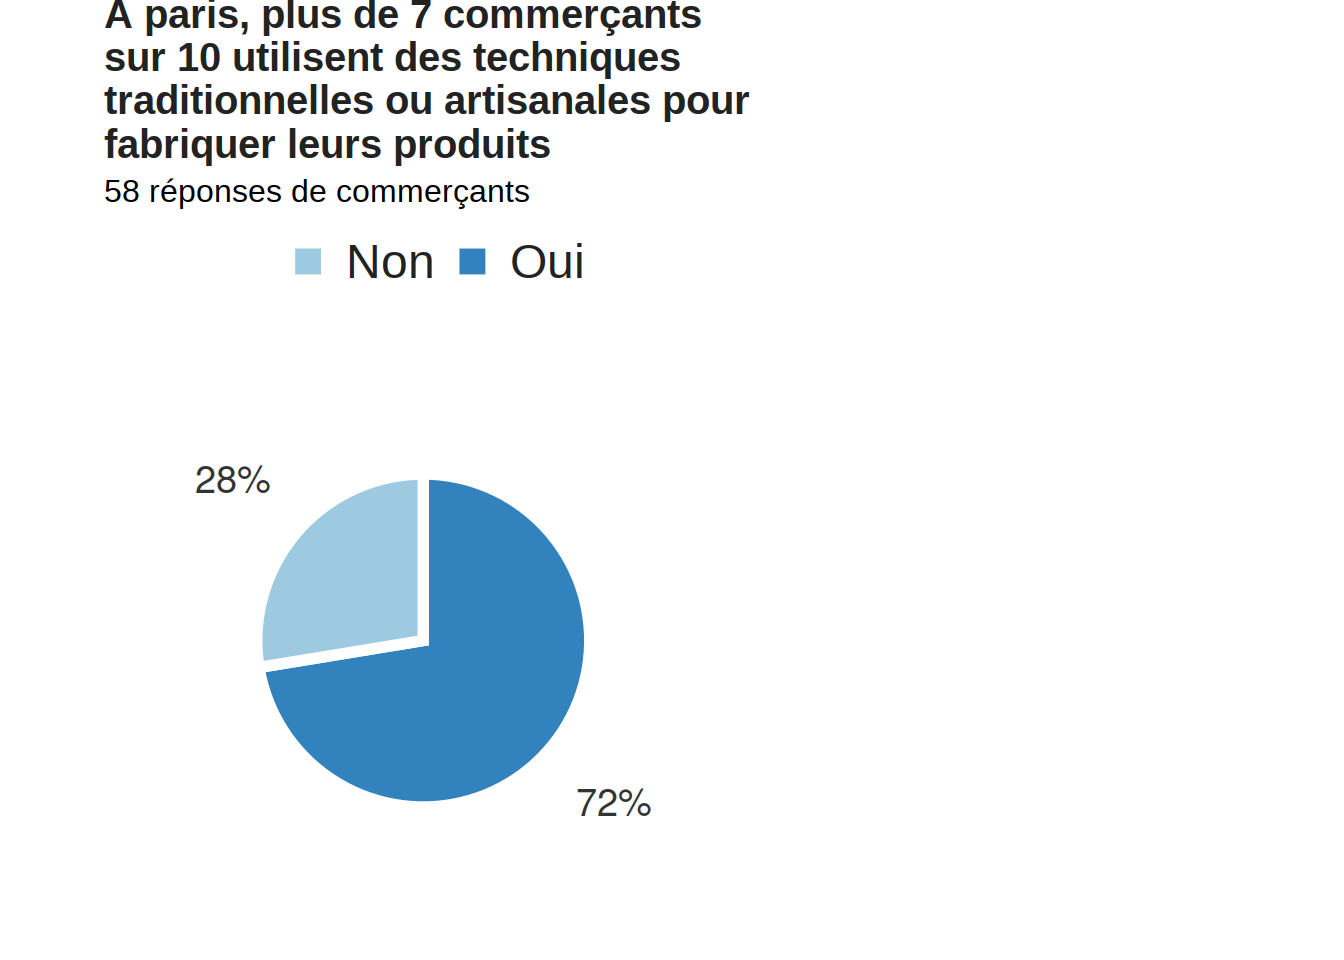 À paris, plus de 7 commerçants
sur 10 utilisent des techniques
traditionnelles ou artisanales pour
fabriquer leurs produits
58 réponses de commerçants
Non Oui
28%
72%